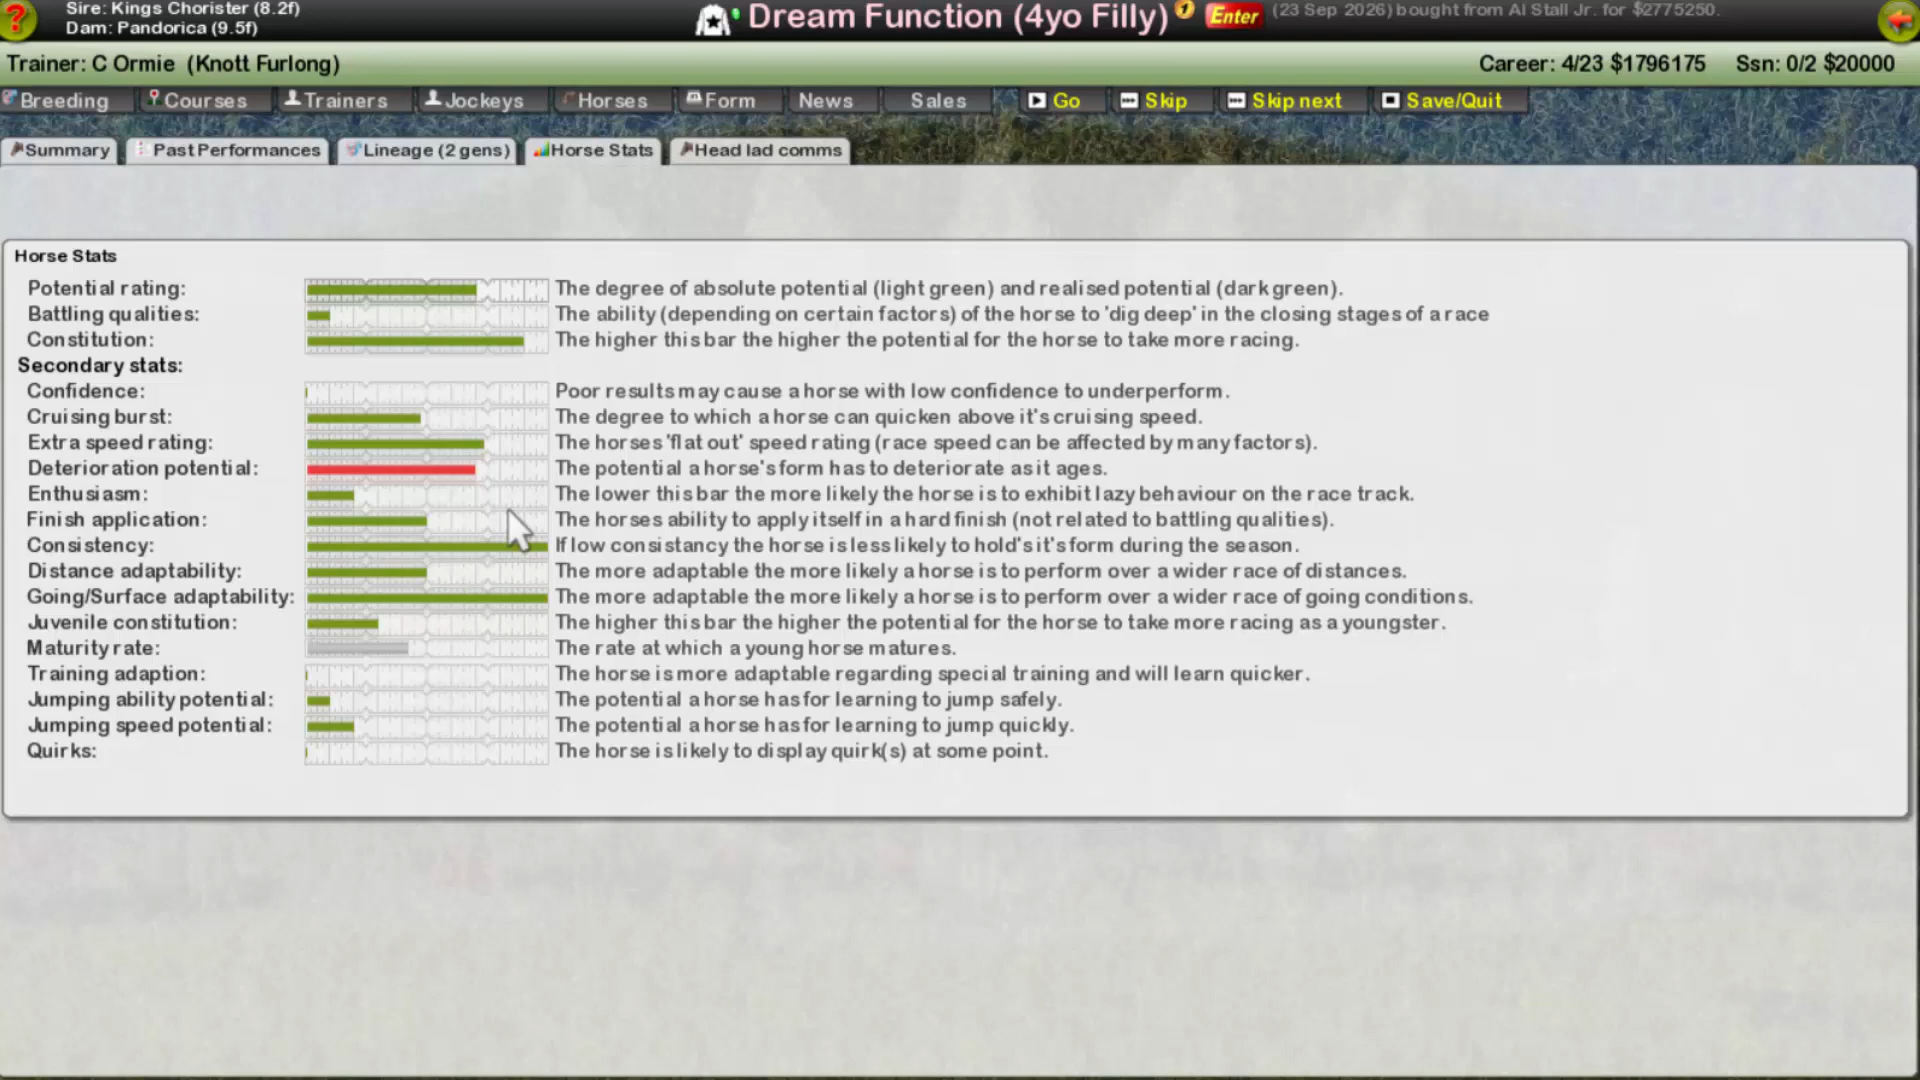 Sire: Kings Chorister (8.2f)
Dam: Pandorica (9.5f)
Dream Function (4yo Filly)
Enter
(23 Sep 2026) bought from Al Stall Jr. for $2775250.
Trainer: C Ormie (Knott Furlong)
Career: 4/23 $1796175 Ssn: 0/2 $20000
Breeding Courses Trainers Jockeys Horses Form News Sales Go Skip Skip next Save/Quit
Summary Past Performances Lineage (2 gens) Horse Stats Head lad comms
Horse Stats
Potential rating: The degree of absolute potential (light green) and realised potential (dark green).
Battling qualities: The ability (depending on certain factors) of the horse to 'dig deep' in the closing stages of a race
Constitution: The higher this bar the higher the potential for the horse to take more racing.
Secondary stats:
Confidence: Poor results may cause a horse with low confidence to underperform.
Cruising burst: The degree to which a horse can quicken above it's cruising speed.
Extra speed rating: The horses 'flat out' speed rating (race speed can be affected by many factors).
Deterioration potential: The potential a horse's form has to deteriorate as it ages.
Enthusiasm: The lower this bar the more likely the horse is to exhibit lazy behaviour on the race track.
Finish application: The horses ability to apply itself in a hard finish (not related to battling qualities).
Consistency: If low consistancy the horse is less likely to hold's it's form during the season.
Distance adaptability: The more adaptable the more likely a horse is to perform over a wider race of distances.
Going/Surface adaptability: The more adaptable the more likely a horse is to perform over a wider race of going conditions.
Juvenile constitution: The higher this bar the higher the potential for the horse to take more racing as a youngster.
Maturity rate: The rate at which a young horse matures.
Training adaption: The horse is more adaptable regarding special training and will learn quicker.
Jumping ability potential: The potential a horse has for learning to jump safely.
Jumping speed potential: The potential a horse has for learning to jump quickly.
Quirks: The horse is likely to display quirk(s) at some point.